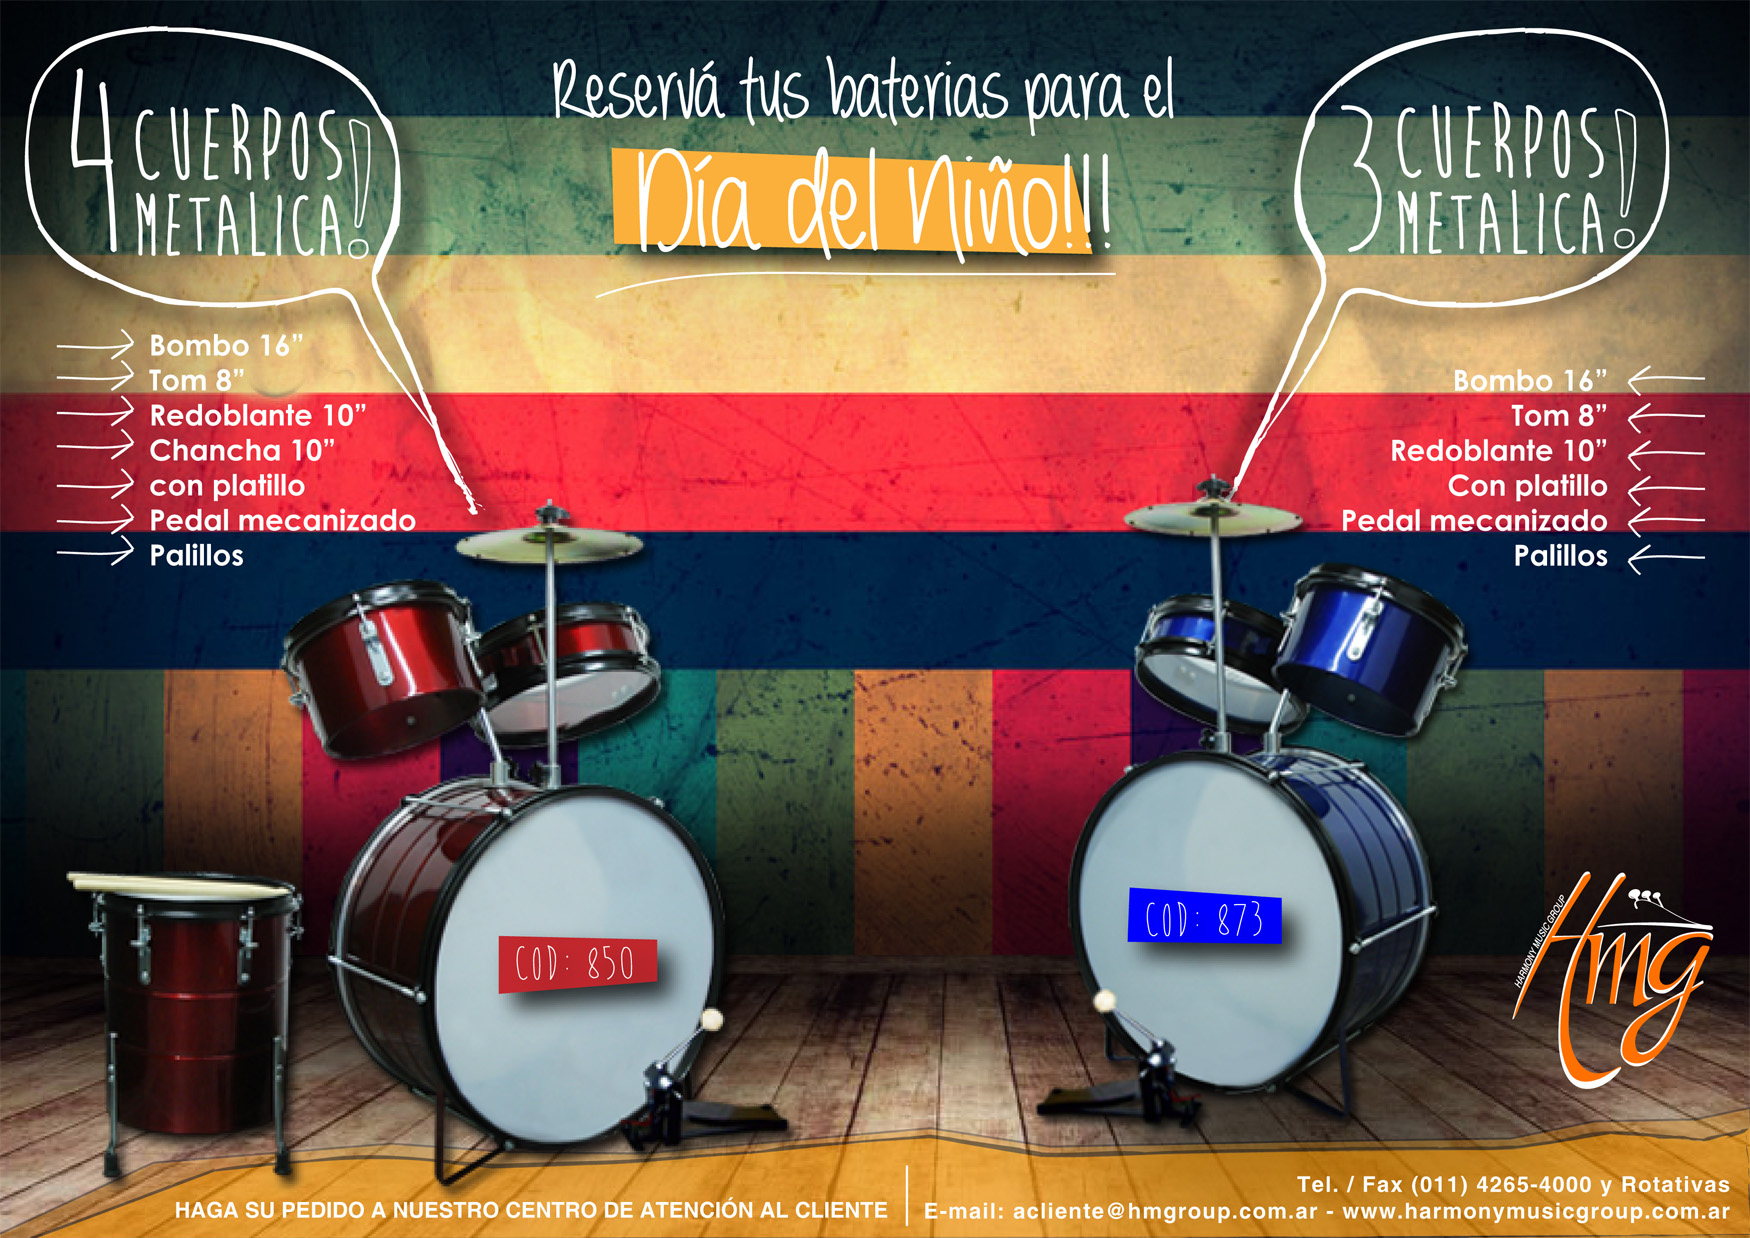 Reservá tus baterias para el
Día del Niño!!!
4 CUERPOS
METALICA!
Bombo 16”
Tom 8”
Redoblante 10”
Chancha 10”
con platillo
Pedal mecanizado
Palillos
3 CUERPOS
METALICA!
Bombo 16”
Tom 8”
Redoblante 10”
Con platillo
Pedal mecanizado
Palillos
COD: 850
COD: 873
HARMONY MUSIC GROUP
Hmg
HAGA SU PEDIDO A NUESTRO CENTRO DE ATENCIÓN AL CLIENTE
Tel. / Fax (011) 4265-4000 y Rotativas
E-mail: acliente@hmgroup.com.ar - www.harmonymusicgroup.com.ar